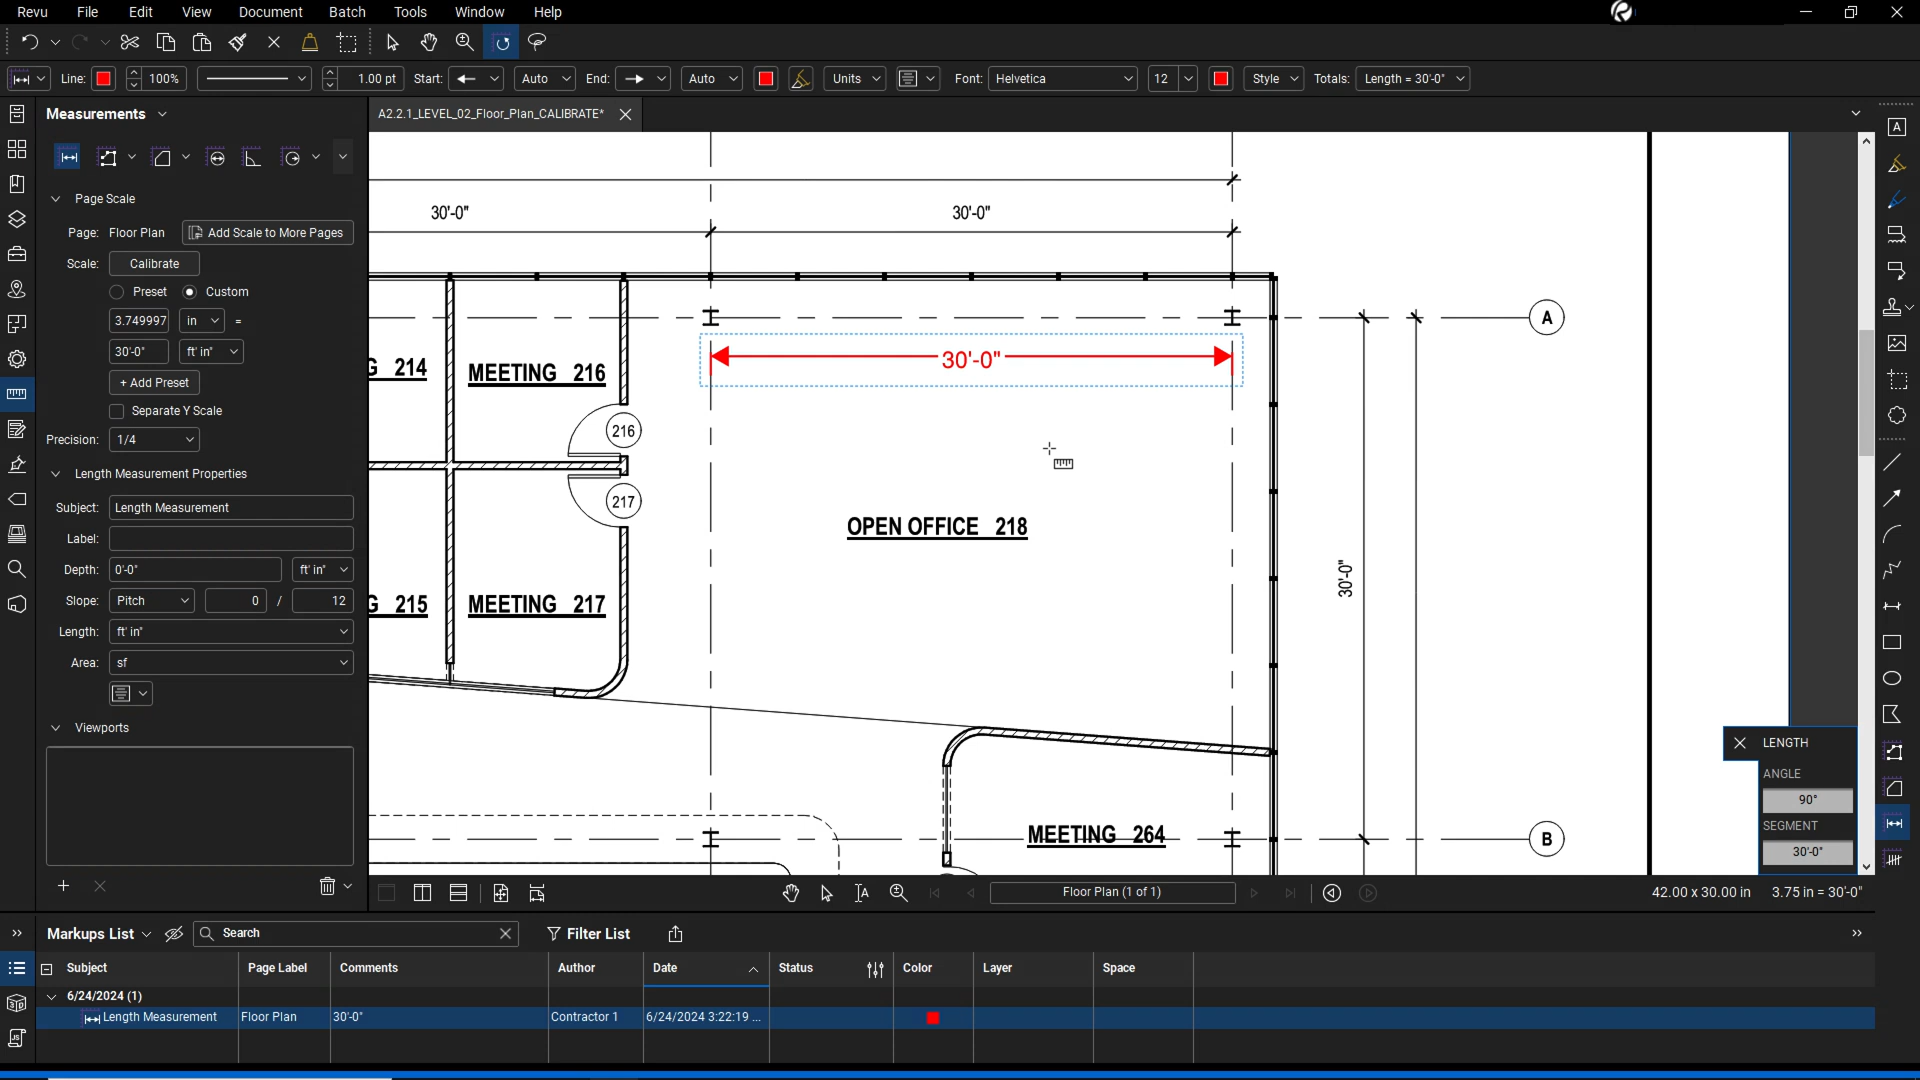 Revu File Edit View Document Batch Tools Window Help
Line: 100% 1.00 pt Start: Auto End: Auto Units Font: Helvetica 12 Style Totals: Length = 30'-0"
Measurements
A2.2.1_LEVEL_02_Floor_Plan_CALIBRATE*
Page Scale
Page: Floor Plan Add Scale to More Pages
Scale: Calibrate
Preset Custom
3.749997 in =
30'-0" ft' in"
+ Add Preset
Separate Y Scale
Precision: 1/4
Length Measurement Properties
Subject: Length Measurement
Label:
Depth: 0'-0" ft' in"
Slope: Pitch 0 / 12
Length: ft' in"
Area: sf
Viewports
30'-0" 30'-0"
A
30'-0"
G 214 MEETING 216
216
217
OPEN OFFICE 218
30'-0"
G 215 MEETING 217
MEETING 264
B
LENGTH
ANGLE
90°
SEGMENT
30'-0"
Floor Plan (1 of 1) 42.00 x 30.00 in 3.75 in = 30'-0"
Markups List Search Filter List
Subject Page Label Comments Author Date Status Color Layer Space
6/24/2024 (1)
Length Measurement Floor Plan 30'-0" Contractor 1 6/24/2024 3:22:19 ...